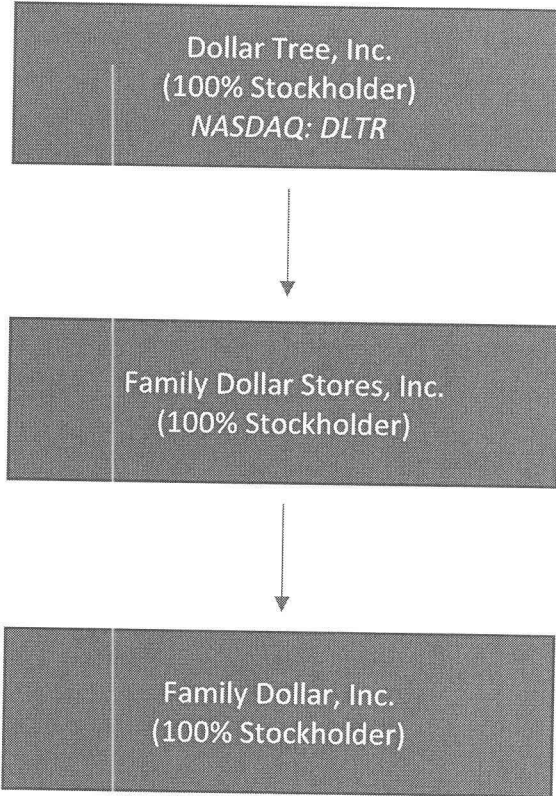 Dollar Tree, Inc.
(100% Stockholder)
NASDAQ: DLTR
Family Dollar Stores, Inc.
(100% Stockholder)
Family Dollar, Inc.
(100% Stockholder)